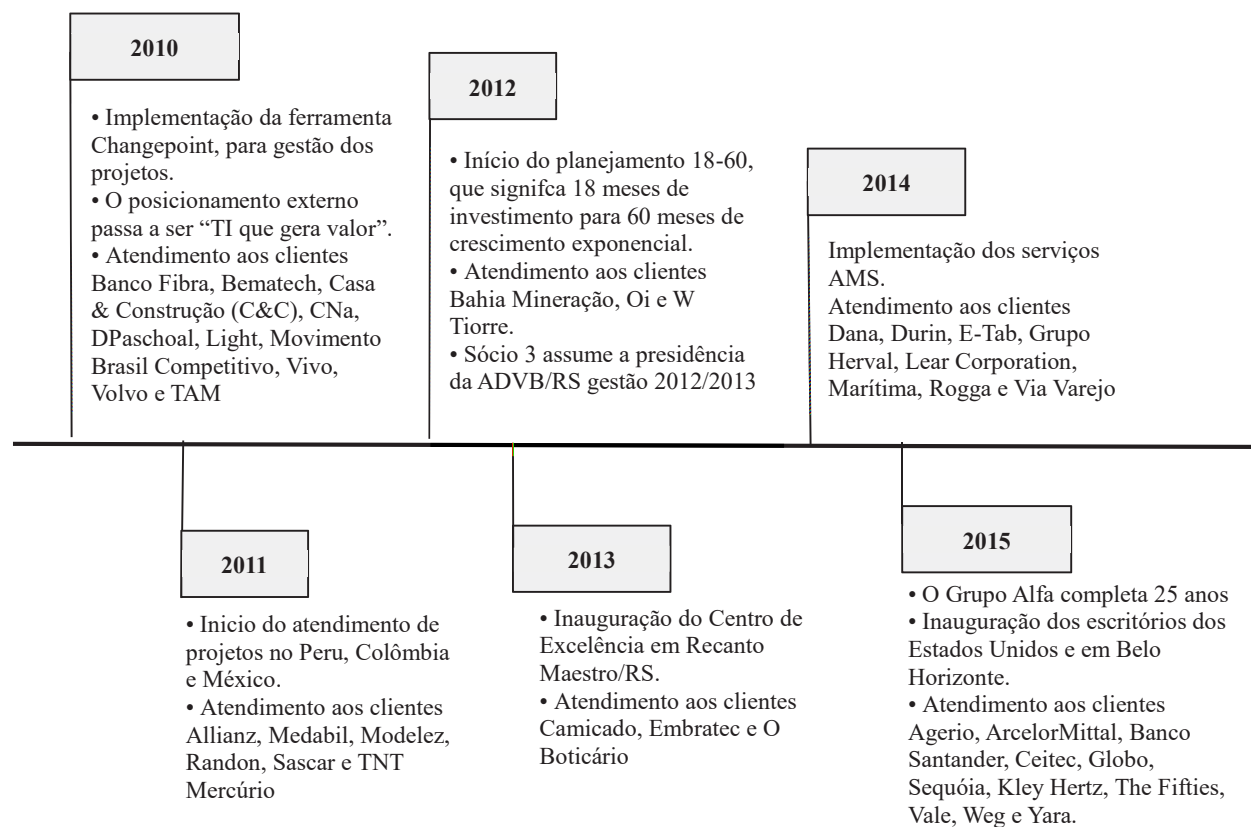 2010
• Implementação da ferramenta
Changepoint, para gestão dos
projetos.
• O posicionamento externo
passa a ser “TI que gera valor”.
• Atendimento aos clientes
Banco Fibra, Bematech, Casa
& Construção (C&C), CNa,
DPaschoal, Light, Movimento
Brasil Competitivo, Vivo,
Volvo e TAM
2012
• Início do planejamento 18-60,
que signifca 18 meses de
investimento para 60 meses de
crescimento exponencial.
• Atendimento aos clientes
Bahia Mineração, Oi e W
Tiorre.
• Sócio 3 assume a presidência
da ADVB/RS gestão 2012/2013
2014
Implementação dos serviços
AMS.
Atendimento aos clientes
Dana, Durin, E-Tab, Grupo
Herval, Lear Corporation,
Marítima, Rogga e Via Varejo
2011
• Inicio do atendimento de
projetos no Peru, Colômbia
e México.
• Atendimento aos clientes
Allianz, Medabil, Modelez,
Randon, Sascar e TNT
Mercúrio
2013
• Inauguração do Centro de
Excelência em Recanto
Maestro/RS.
• Atendimento aos clientes
Camicado, Embratec e O
Boticário
2015
• O Grupo Alfa completa 25 anos
• Inauguração dos escritórios dos
Estados Unidos e em Belo
Horizonte.
• Atendimento aos clientes
Agerio, ArcelorMittal, Banco
Santander, Ceitec, Globo,
Sequóia, Kley Hertz, The Fifties,
Vale, Weg e Yara.